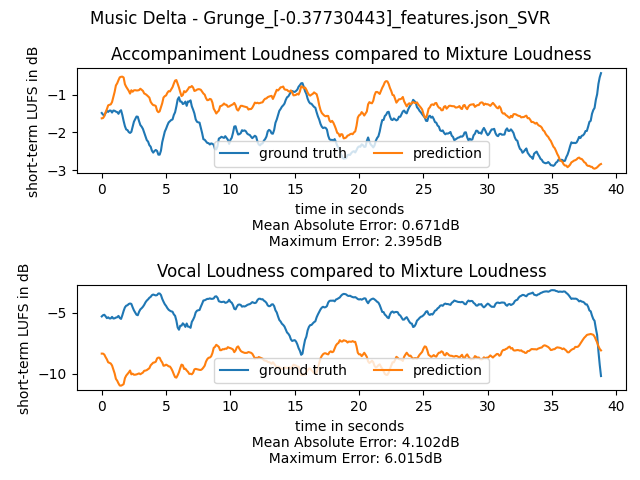 Music Delta - Grunge_[-0.37730443]_features.json_SVR
Accompaniment Loudness compared to Mixture Loudness
short-term LUFS in dB
−1
−2
−3
ground truth
prediction
0 5 10 15 20 25 30 35 40
time in seconds
Mean Absolute Error: 0.671dB
Maximum Error: 2.395dB
Vocal Loudness compared to Mixture Loudness
short-term LUFS in dB
−5
−10
ground truth
prediction
0 5 10 15 20 25 30 35 40
time in seconds
Mean Absolute Error: 4.102dB
Maximum Error: 6.015dB